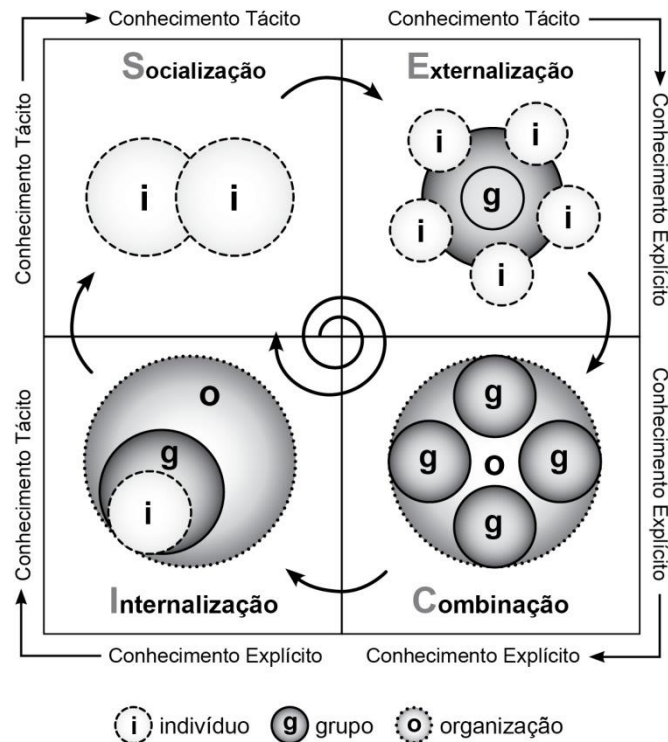 Conhecimento Tácito
Conhecimento Tácito
Conhecimento Tácito
Socialização
Externalização
Conhecimento Explícito
i
i
i
i
i
i
i
g
Conhecimento Tácito
o
g
i
g
g
o
g
g
Conhecimento Explícito
Internalização
Combinação
Conhecimento Explícito
Conhecimento Explícito
i indivíduo
g grupo
o organização